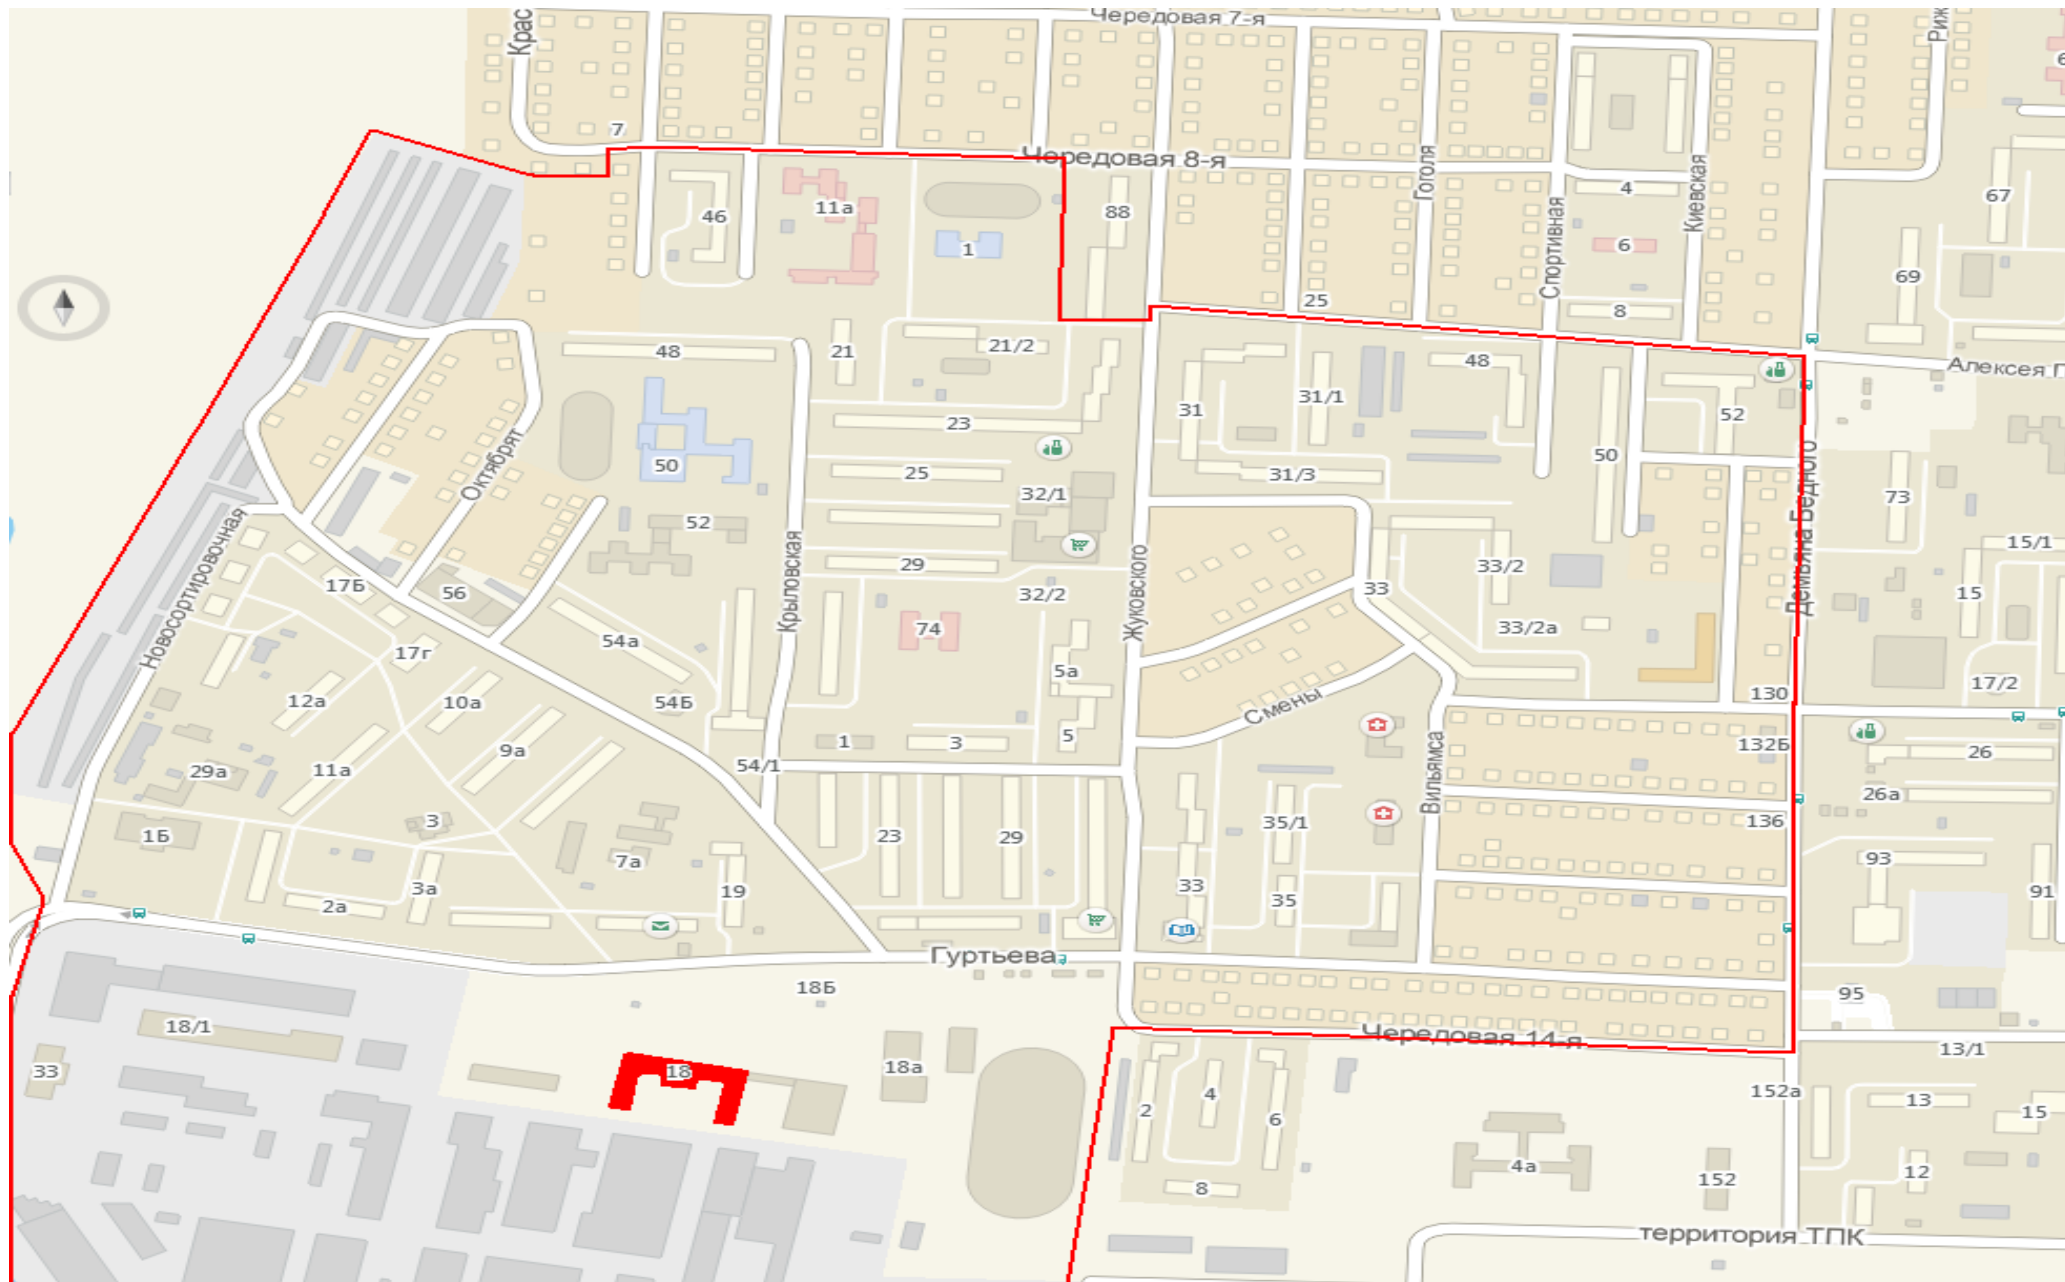 Чередовая 7-я
Крас
Риж
6
7
Чередовая 8-я
Гоголя
Киевская
4
67
46
11а
88
1
Спортивная
6
69
25
8
48
21
21/2
48
Алексея П
31
31/1
52
23
50
25
31/3
50
Октябрят
Демьяна Бедного
73
32/1
Новосортировочная
52
Крыловская
Жуковского
15/1
17Б
56
29
32/2
33
33/2
15
54а
74
33/2а
17г
5а
17/2
12а
10а
54Б
Смены
130
9а
1
3
5
Вильямса
132Б
26
29а
11а
54/1
26а
1Б
3
23
29
35/1
136
7а
93
2а
3а
19
33
35
91
Гуртьева
18Б
95
18/1
Чередовая 14-я
13/1
33
18
18а
2
4
6
152а
13
15
4а
152
12
8
территория ТПК